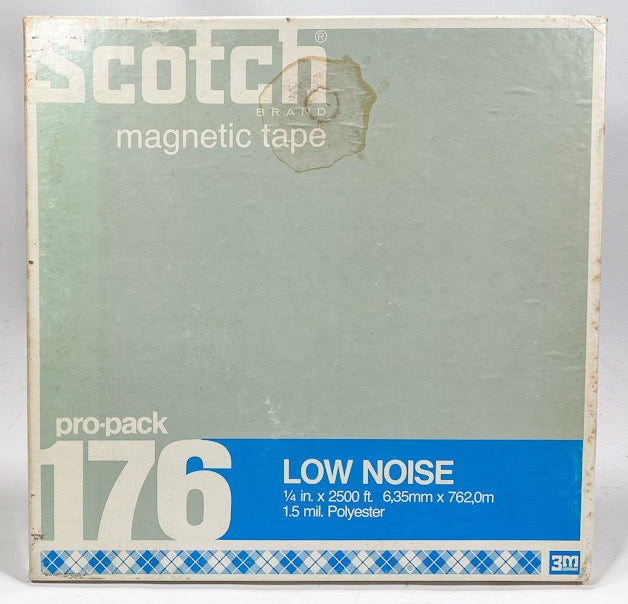 Scotch®
BRAND
magnetic tape
pro-pack
176
LOW NOISE
¼ in. x 2500 ft. 6,35mm x 762,0m
1.5 mil. Polyester
3m